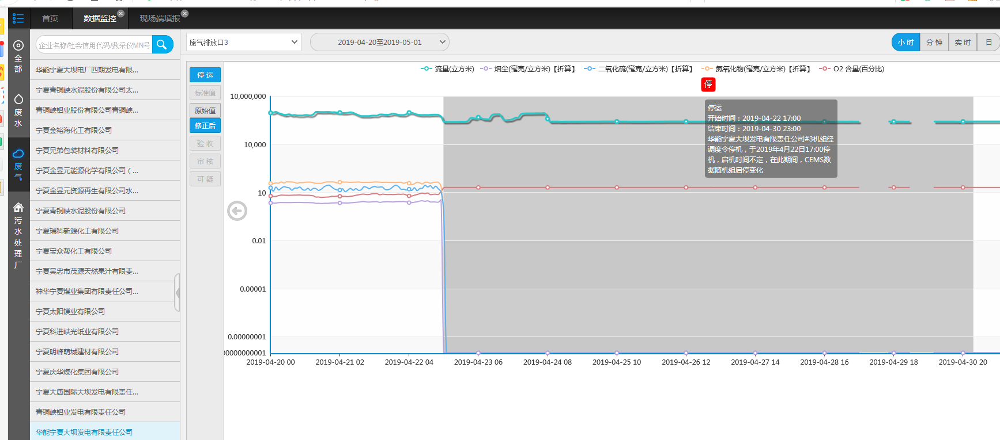 首页
数据监控
现场端填报
企业名称/社会信用代码/数采仪MN号
废气排放口3
2019-04-20至2019-05-01
小时
分钟
实时
日
全部
废水
废气
污水处理厂
华能宁夏大坝电厂四期发电有限...
宁夏青铜峡水泥股份有限公司太...
青铜峡铝业股份有限公司青铜峡...
宁夏金裕海化工有限公司
宁夏兄弟包装材料有限公司
宁夏金昱元能源化学有限公司（...
宁夏金昱元资源再生有限公司水...
宁夏青铜峡水泥股份有限公司
宁夏瑞科新源化工有限公司
宁夏宝众帮化工有限公司
宁夏吴忠市茂源天然果汁有限责...
神华宁夏煤业集团有限责任公司...
宁夏太阳镁业有限公司
宁夏科进峡光纸业有限公司
宁夏明峰萌城建材有限公司
宁夏庆华煤化集团有限公司
宁夏大唐国际大坝发电有限责任...
青铜峡铝业发电有限责任公司
华能宁夏大坝发电有限责任公司
停运
标准值
原始值
修正后
验收
审核
可疑
流量(立方米)
烟尘(毫克/立方米)【折算】
二氧化硫(毫克/立方米)【折算】
氮氧化物(毫克/立方米)【折算】
O2 含量(百分比)
停
停运
开始时间：2019-04-22 17:00
结束时间：2019-04-30 23:00
华能宁夏大坝发电有限责任公司#3机组经
调度令停机，于2019年4月22日17:00停
机，启机时间不定，在此期间，CEMS数
据随机组启停变化
10,000,000
10,000
10
0.01
0.00001
0.00000001
00000000001
2019-04-20 00
2019-04-21 02
2019-04-22 04
2019-04-23 06
2019-04-24 08
2019-04-25 10
2019-04-26 12
2019-04-27 14
2019-04-28 16
2019-04-29 18
2019-04-30 20